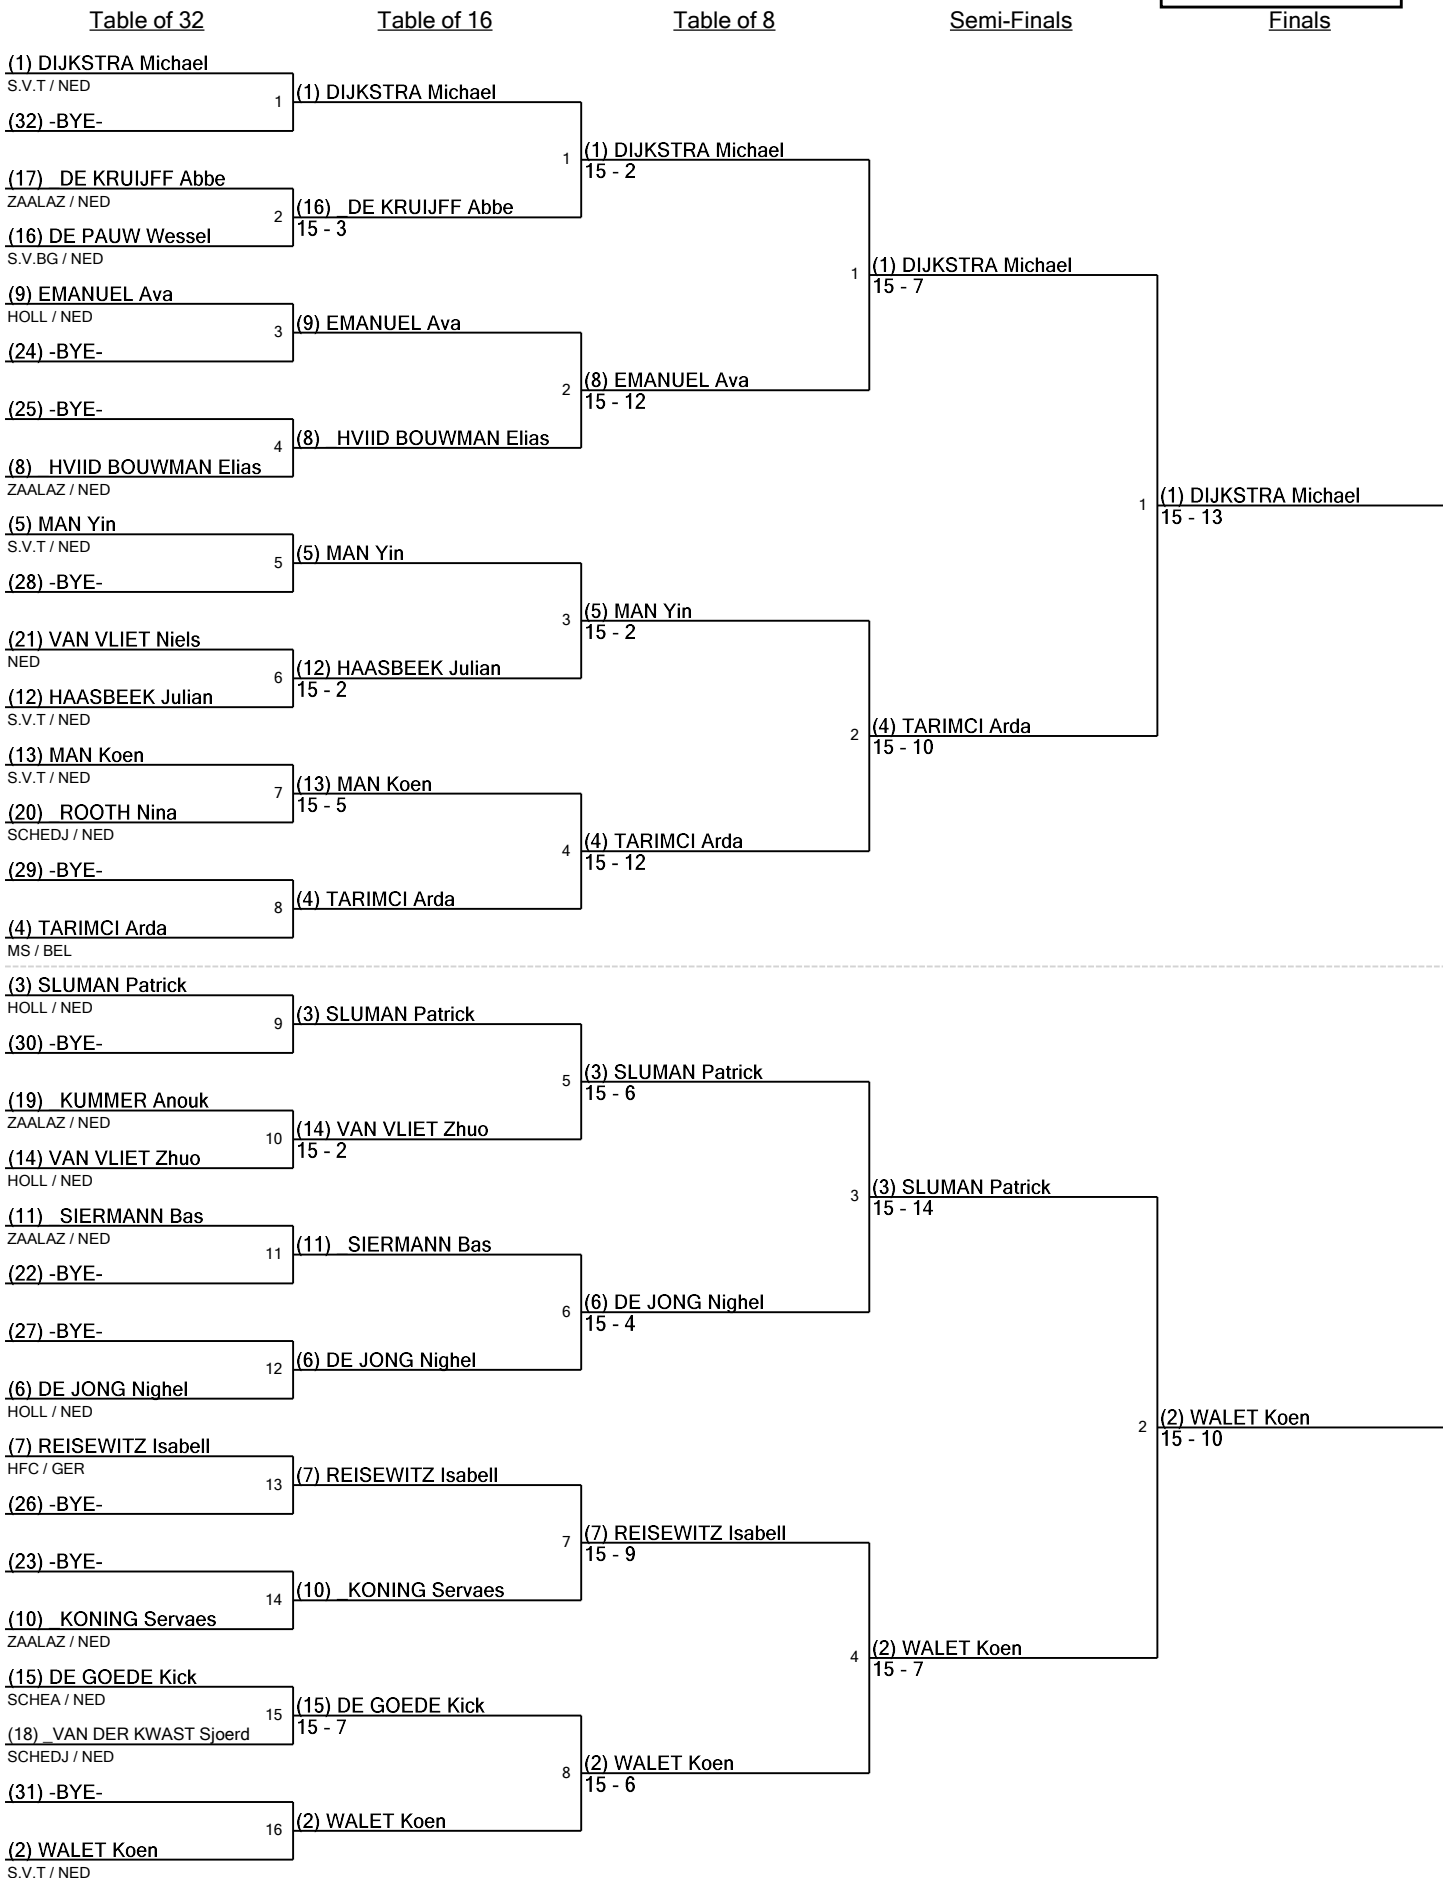 Table of 32
Table of 16
Table of 8
Semi-Finals
Finals
(1) DIJKSTRA Michael
S.V.T / NED
1
(32) -BYE-
(17) _DE KRUIJFF Abbe
ZAALAZ / NED
2
(16) DE PAUW Wessel
S.V.BG / NED
(9) EMANUEL Ava
HOLL / NED
3
(24) -BYE-
(25) -BYE-
4
(8) _HVIID BOUWMAN Elias
ZAALAZ / NED
(5) MAN Yin
S.V.T / NED
5
(28) -BYE-
(21) VAN VLIET Niels
NED
6
(12) HAASBEEK Julian
S.V.T / NED
(13) MAN Koen
S.V.T / NED
7
(20) _ROOTH Nina
SCHEDJ / NED
(29) -BYE-
8
(4) TARIMCI Arda
MS / BEL
(3) SLUMAN Patrick
HOLL / NED
9
(30) -BYE-
(19) _KUMMER Anouk
ZAALAZ / NED
10
(14) VAN VLIET Zhuo
HOLL / NED
(11) _SIERMANN Bas
ZAALAZ / NED
11
(22) -BYE-
(27) -BYE-
12
(6) DE JONG Nighel
HOLL / NED
(7) REISEWITZ Isabell
HFC / GER
13
(26) -BYE-
(23) -BYE-
14
(10) _KONING Servaes
ZAALAZ / NED
(15) DE GOEDE Kick
SCHEA / NED
15
(18) _VAN DER KWAST Sjoerd
SCHEDJ / NED
(31) -BYE-
16
(2) WALET Koen
S.V.T / NED
(1) DIJKSTRA Michael
1
(16) _DE KRUIJFF Abbe
15 - 3
(9) EMANUEL Ava
2
(8) _HVIID BOUWMAN Elias
(5) MAN Yin
3
(12) HAASBEEK Julian
15 - 2
(13) MAN Koen
15 - 5
4
(4) TARIMCI Arda
(3) SLUMAN Patrick
5
(14) VAN VLIET Zhuo
15 - 2
(11) _SIERMANN Bas
6
(6) DE JONG Nighel
(7) REISEWITZ Isabell
7
(10) _KONING Servaes
(15) DE GOEDE Kick
15 - 7
8
(2) WALET Koen
(1) DIJKSTRA Michael
15 - 2
1
(8) EMANUEL Ava
15 - 12
(5) MAN Yin
15 - 2
2
(4) TARIMCI Arda
15 - 12
(3) SLUMAN Patrick
15 - 6
3
(6) DE JONG Nighel
15 - 4
(7) REISEWITZ Isabell
15 - 9
4
(2) WALET Koen
15 - 6
(1) DIJKSTRA Michael
15 - 7
1
(4) TARIMCI Arda
15 - 10
(3) SLUMAN Patrick
15 - 14
2
(2) WALET Koen
15 - 7
(1) DIJKSTRA Michael
15 - 13
(2) WALET Koen
15 - 10